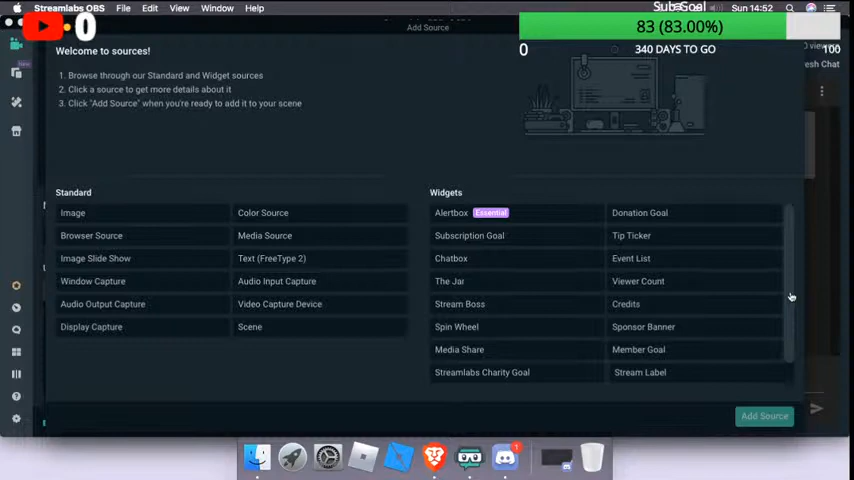 Streamlabs OBS File Edit View Window Help Sun 14:52
Sub Goal
0 83 (83.00%)
Add Source
0 340 DAYS TO GO 100
Welcome to sources!
1. Browse through our Standard and Widget sources
2. Click a source to get more details about it
3. Click "Add Source" when you're ready to add it to your scene
New
Standard Widgets
Image Color Source Alertbox Essential Donation Goal
Browser Source Media Source Subscription Goal Tip Ticker
Image Slide Show Text (FreeType 2) Chatbox Event List
Window Capture Audio Input Capture The Jar Viewer Count
Audio Output Capture Video Capture Device Stream Boss Credits
Display Capture Scene Spin Wheel Sponsor Banner
Media Share Member Goal
Streamlabs Charity Goal Stream Label
Add Source
1